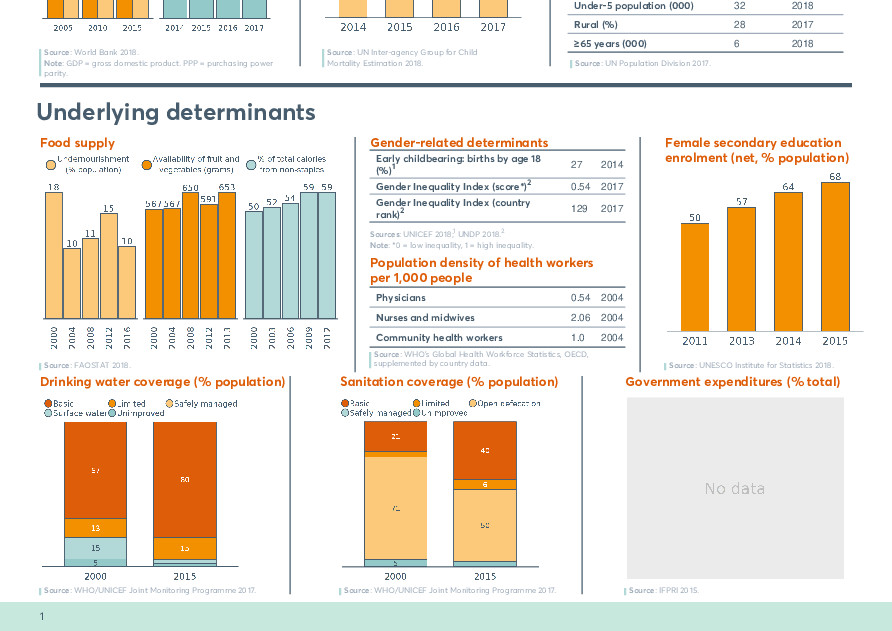 2005 2010 2015
2014 2015 2016 2017
Source: World Bank 2018.
Note: GDP = gross domestic product. PPP = purchasing power
parity.
2014 2015 2016 2017
Source: UN Inter-agency Group for Child
Mortality Estimation 2018.
Under-5 population (000) 32 2018
Rural (%) 28 2017
≥65 years (000) 6 2018
Source: UN Population Division 2017.
Underlying determinants
Food supply
Undernourishment
(% population)
Availability of fruit and
vegetables (grams)
% of total calories
from non-staples
18 10 11 15 10
567 567 650 591 653
50 52 54 59 59
2000 2004 2008 2012 2016
2000 2004 2008 2012
2000 2003 2006 2009 2012
Source: FAOSTAT 2018.
Gender-related determinants
Early childbearing: births by age 18
(%)1 27 2014
Gender Inequality Index (score*)2 0.54 2017
Gender Inequality Index (country
rank)2 129 2017
Sources: UNICEF 2018,1 UNDP 2018.2
Note: *0 = low inequality, 1 = high inequality.
Population density of health workers
per 1,000 people
Physicians 0.54 2004
Nurses and midwives 2.06 2004
Community health workers 1.0 2004
Source: WHO's Global Health Workforce Statistics, OECD,
supplemented by country data.
Female secondary education
enrolment (net, % population)
50 57 64 68
2011 2013 2014 2015
Source: UNESCO Institute for Statistics 2018.
Drinking water coverage (% population)
Basic Limited Safely managed
Surface water Unimproved
13
15
5
80
15
2000 2015
Source: WHO/UNICEF Joint Monitoring Programme 2017.
Sanitation coverage (% population)
Basic Limited Open defecation
Safely managed Unimproved
21
71
5
40
6
50
2000 2015
Source: WHO/UNICEF Joint Monitoring Programme 2017.
Government expenditures (% total)
No data
Source: IFPRI 2015.
1